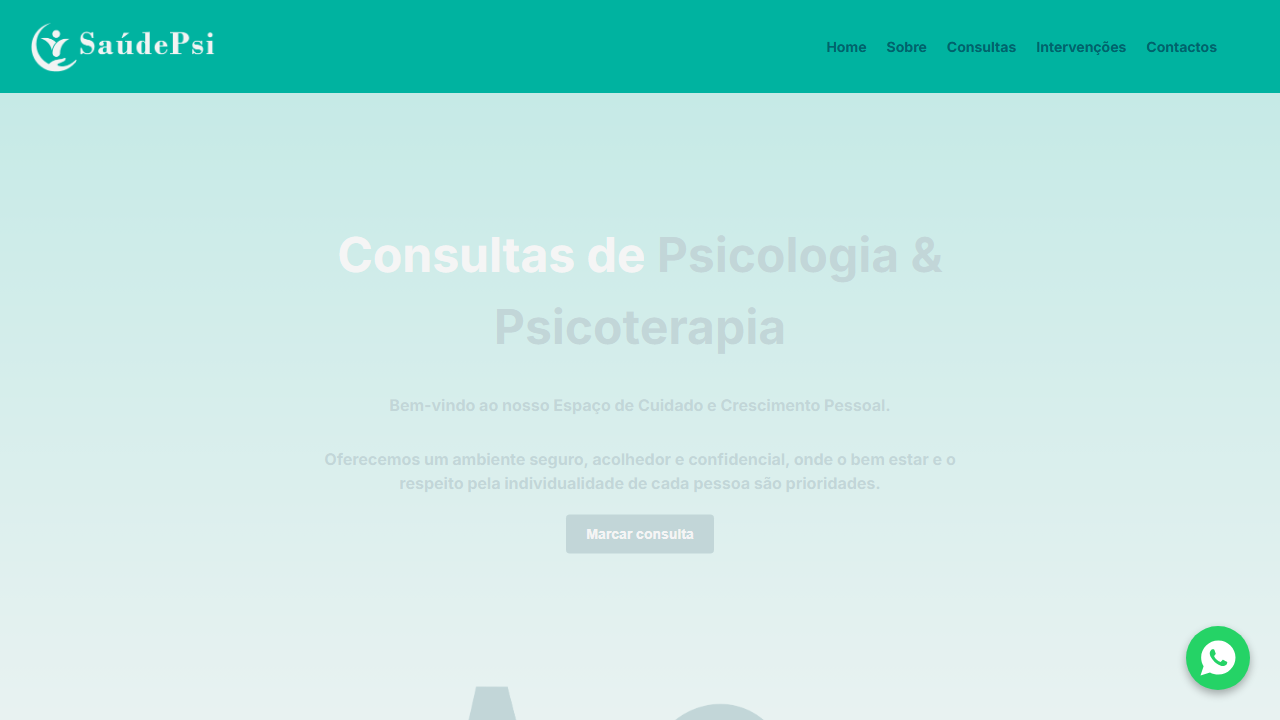 SaúdePsi
Home Sobre Consultas Intervenções Contactos
Consultas de Psicologia &
Psicoterapia
Bem-vindo ao nosso Espaço de Cuidado e Crescimento Pessoal.
Oferecemos um ambiente seguro, acolhedor e confidencial, onde o bem estar e o
respeito pela individualidade de cada pessoa são prioridades.
Marcar consulta